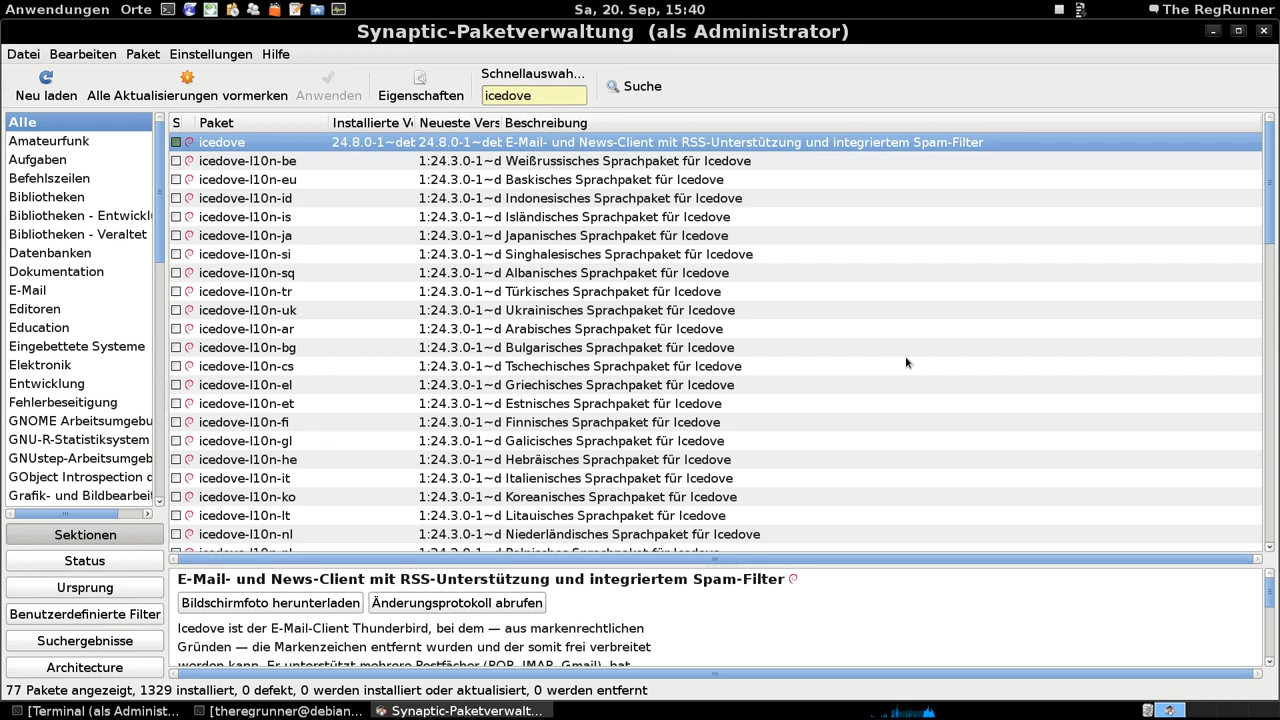 Anwendungen Orte Sa, 20. Sep, 15:40 The RegRunner
Synaptic-Paketverwaltung (als Administrator)
Datei Bearbeiten Paket Einstellungen Hilfe
Schnellauswah...
Neu laden Alle Aktualisierungen vormerken Anwenden Eigenschaften icedove Suche
S Paket Installierte Ve Neueste Vers Beschreibung
icedove 24.8.0-1~deb 24.8.0-1~deb E-Mail- und News-Client mit RSS-Unterstützung und integriertem Spam-Filter
icedove-l10n-be 1:24.3.0-1~d Weißrussisches Sprachpaket für Icedove
icedove-l10n-eu 1:24.3.0-1~d Baskisches Sprachpaket für Icedove
icedove-l10n-id 1:24.3.0-1~d Indonesisches Sprachpaket für Icedove
icedove-l10n-is 1:24.3.0-1~d Isländisches Sprachpaket für Icedove
icedove-l10n-ja 1:24.3.0-1~d Japanisches Sprachpaket für Icedove
icedove-l10n-si 1:24.3.0-1~d Singhalesisches Sprachpaket für Icedove
icedove-l10n-sq 1:24.3.0-1~d Albanisches Sprachpaket für Icedove
icedove-l10n-tr 1:24.3.0-1~d Türkisches Sprachpaket für Icedove
icedove-l10n-uk 1:24.3.0-1~d Ukrainisches Sprachpaket für Icedove
icedove-l10n-ar 1:24.3.0-1~d Arabisches Sprachpaket für Icedove
icedove-l10n-bg 1:24.3.0-1~d Bulgarisches Sprachpaket für Icedove
icedove-l10n-cs 1:24.3.0-1~d Tschechisches Sprachpaket für Icedove
icedove-l10n-el 1:24.3.0-1~d Griechisches Sprachpaket für Icedove
icedove-l10n-et 1:24.3.0-1~d Estnisches Sprachpaket für Icedove
icedove-l10n-fi 1:24.3.0-1~d Finnisches Sprachpaket für Icedove
icedove-l10n-gl 1:24.3.0-1~d Galicisches Sprachpaket für Icedove
icedove-l10n-he 1:24.3.0-1~d Hebräisches Sprachpaket für Icedove
icedove-l10n-it 1:24.3.0-1~d Italienisches Sprachpaket für Icedove
icedove-l10n-ko 1:24.3.0-1~d Koreanisches Sprachpaket für Icedove
icedove-l10n-lt 1:24.3.0-1~d Litauisches Sprachpaket für Icedove
icedove-l10n-nl 1:24.3.0-1~d Niederländisches Sprachpaket für Icedove
Alle
Amateurfunk
Aufgaben
Befehlszeilen
Bibliotheken
Bibliotheken - Entwickl
Bibliotheken - Veraltet
Datenbanken
Dokumentation
E-Mail
Editoren
Education
Eingebettete Systeme
Elektronik
Entwicklung
Fehlerbeseitigung
GNOME Arbeitsumgebu
GNU-R-Statistiksystem
GNUstep-Arbeitsumgeb
GObject Introspection d
Grafik- und Bildbearbeit
Sektionen
Status
Ursprung
Benutzerdefinierte Filter
Suchergebnisse
Architecture
E-Mail- und News-Client mit RSS-Unterstützung und integriertem Spam-Filter
Bildschirmfoto herunterladen Änderungsprotokoll abrufen
Icedove ist der E-Mail-Client Thunderbird, bei dem — aus markenrechtlichen
Gründen — die Markenzeichen entfernt wurden und der somit frei verbreitet
werden kann. Er unterstützt mehrere Postfächer (POP, IMAP, Gmail), hat
77 Pakete angezeigt, 1329 installiert, 0 defekt, 0 werden installiert oder aktualisiert, 0 werden entfernt
[Terminal (als Administ... [theregrunner@debian... Synaptic-Paketverwalt...